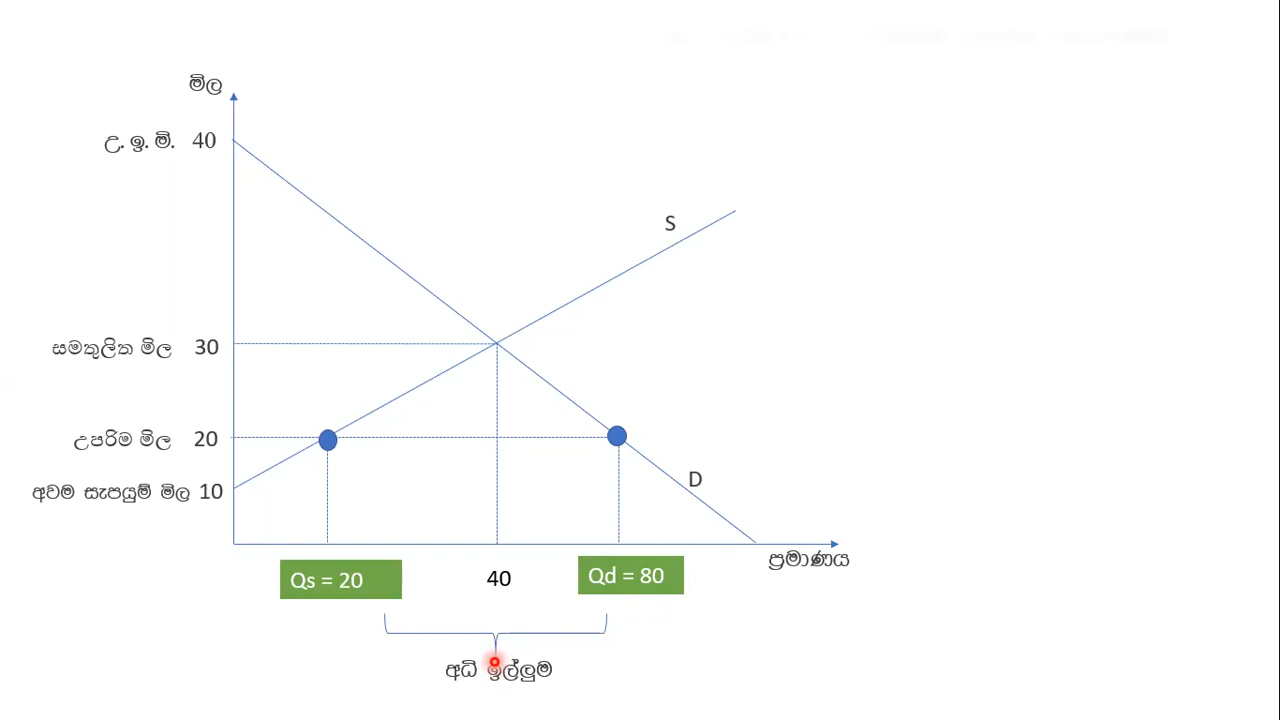 මිල
උ. ඉ. මි. 40
S
සමතුලිත මිල 30
උපරිම මිල 20
D
අවම සැපයුම් මිල 10
ප්‍රමාණය
Qs = 20 40 Qd = 80
අධි ඉල්ලුම